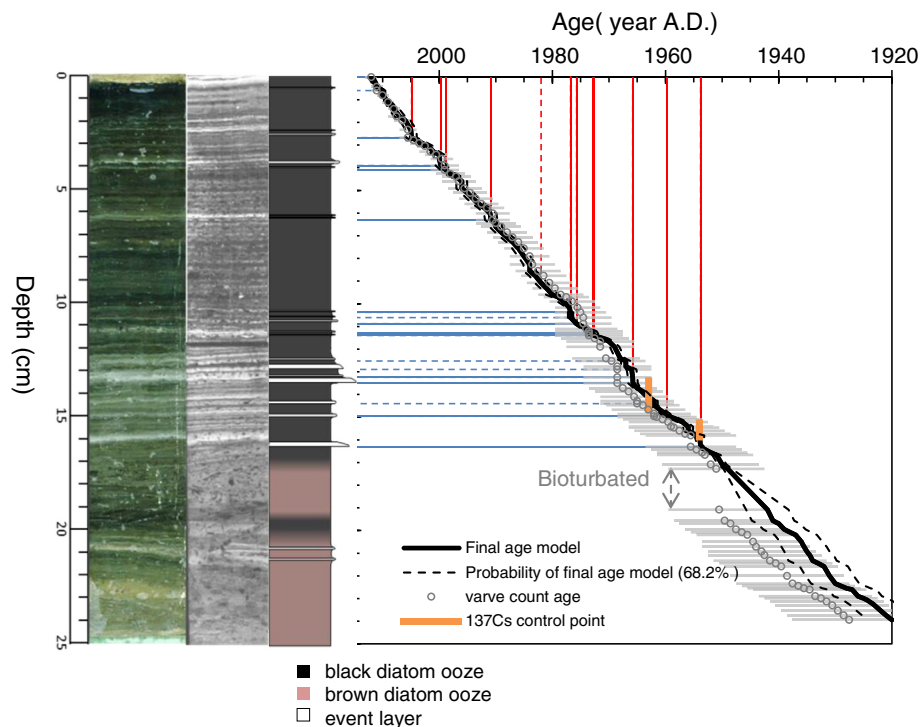 Age( year A.D.)
2000 1980 1960 1940 1920
0
5
10
15
20
25
Depth (cm)
Bioturbated
Final age model
Probability of final age model (68.2% )
varve count age
137Cs control point
black diatom ooze
brown diatom ooze
event layer